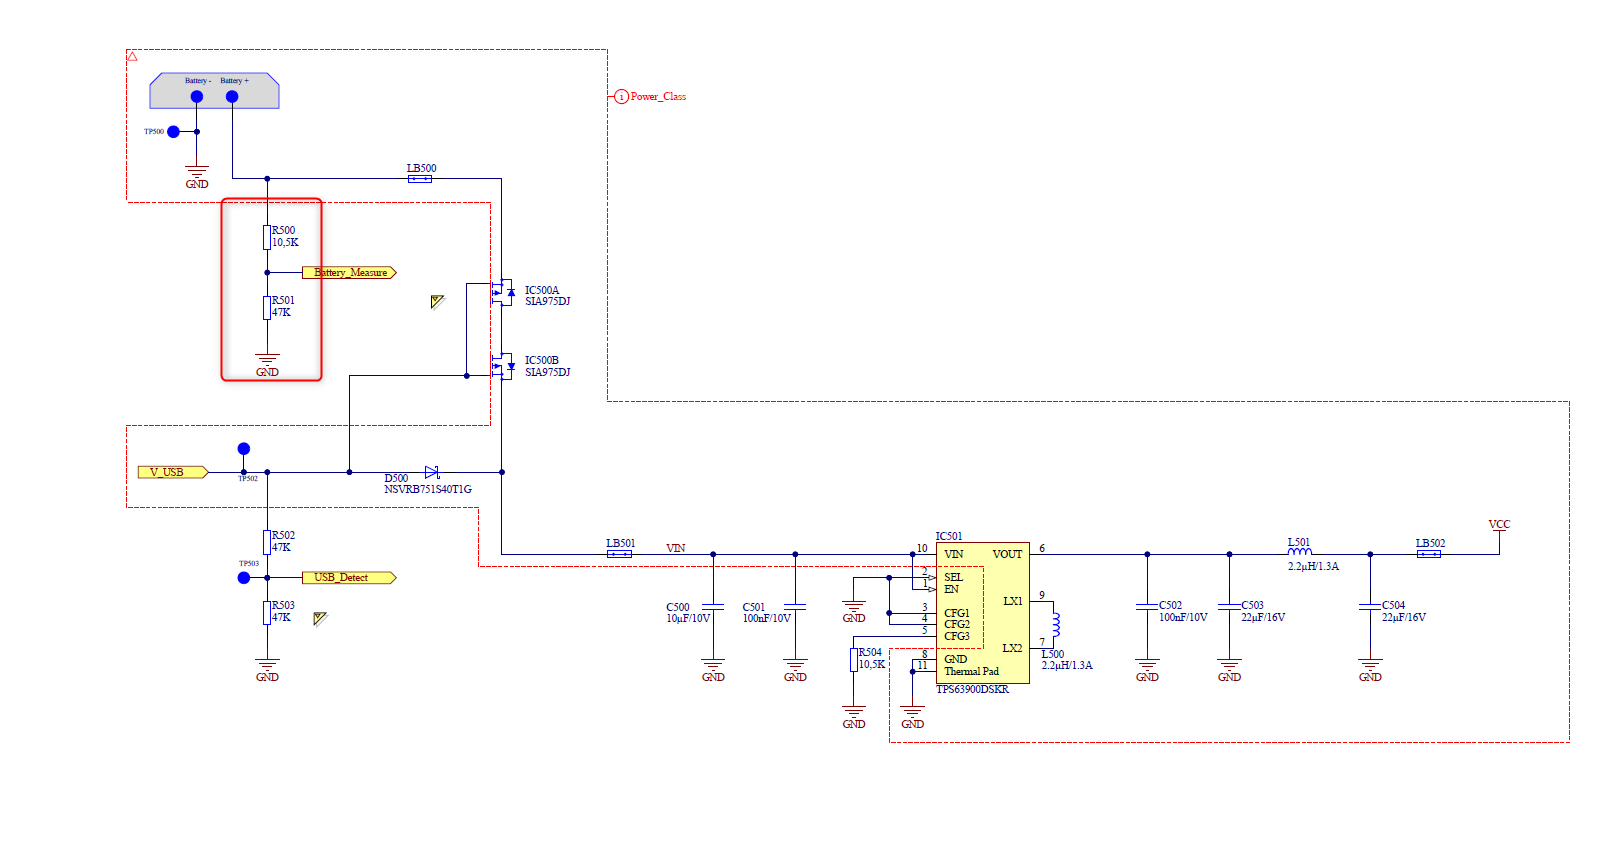 Battery - Battery +
TP500
GND
LB500
1 Power_Class
R500
10,5K
Battery_Measure
R501
47K
GND
IC500A
SIA975DJ
IC500B
SIA975DJ
V_USB
TP502
D500
NSVRB751S40T1G
R502
47K
TP503
USB_Detect
R503
47K
GND
LB501
VIN
C500
10µF/10V
GND
C501
100nF/10V
GND
GND
R504
10,5K
GND
GND
IC501
10 VIN
2 SEL
1 EN
3 CFG1
4 CFG2
5 CFG3
8 GND
11 Thermal Pad
VOUT 6
LX1 9
LX2 7
TPS63900DSKR
L500
2.2µH/1.3A
C502
100nF/10V
GND
C503
22µF/16V
GND
L501
2.2µH/1.3A
C504
22µF/16V
GND
LB502
VCC